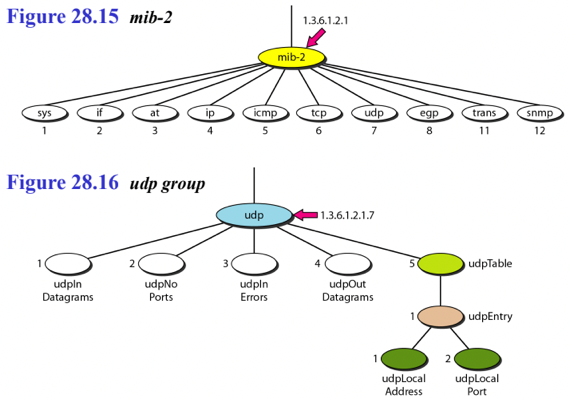 Figure 28.15 mib-2
1.3.6.1.2.1
mib-2
sys if at ip icmp tcp udp egp trans snmp
1 2 3 4 5 6 7 8 11 12
Figure 28.16 udp group
udp
1.3.6.1.2.1.7
1 2 3 4 5 udpTable
udpIn udpNo udpIn udpOut
Datagrams Ports Errors Datagrams
1 udpEntry
1 2
udpLocal udpLocal
Address Port